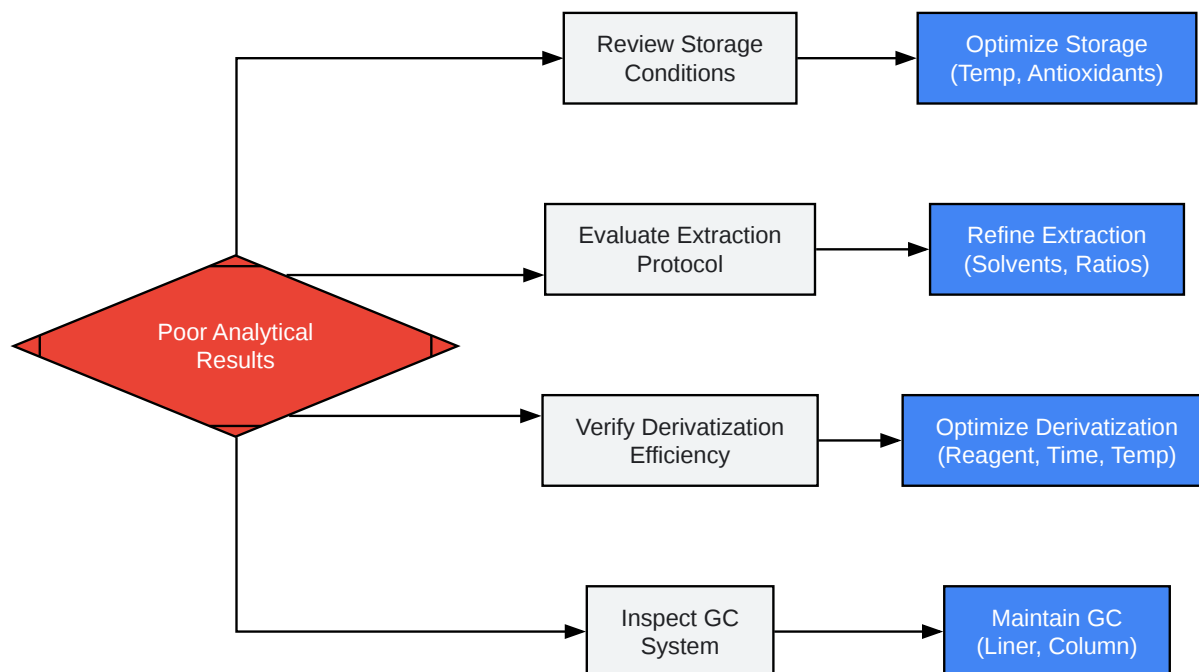 Review Storage
Conditions
Optimize Storage
(Temp, Antioxidants)
Evaluate Extraction
Protocol
Refine Extraction
(Solvents, Ratios)
Poor Analytical
Results
Verify Derivatization
Efficiency
Optimize Derivatization
(Reagent, Time, Temp)
Inspect GC
System
Maintain GC
(Liner, Column)